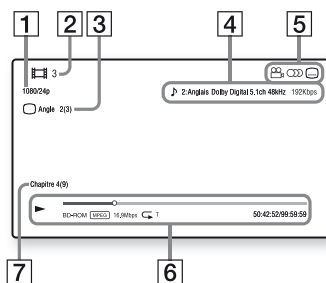 1 2 3 4 5
3
1080/24p
2:Anglais Dolby Digital 5.1ch 48kHz 192Kbps
Angle 2(3)
Chapitre 4(9)
BD-ROM MPEG 16,9Mbps T 50:42:52/99:59:59
7 6